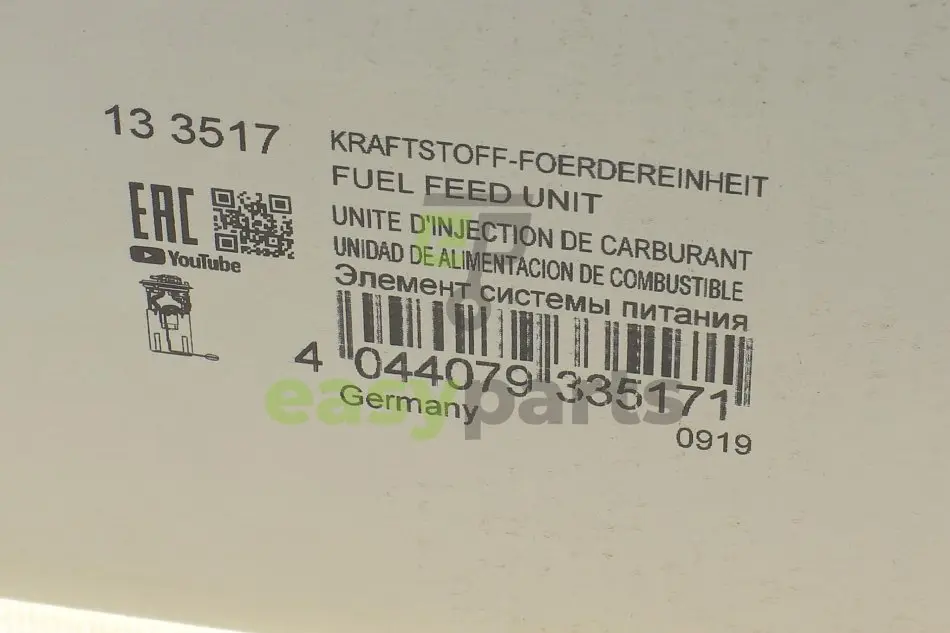 13 3517
KRAFTSTOFF-FOERDEREINHEIT
FUEL FEED UNIT
UNITE D'INJECTION DE CARBURANT
UNIDAD DE ALIMENTACION DE COMBUSTIBLE
Элемент системы питания
EAC
YouTube
4 044079 335171
Germany
0919
easyparts